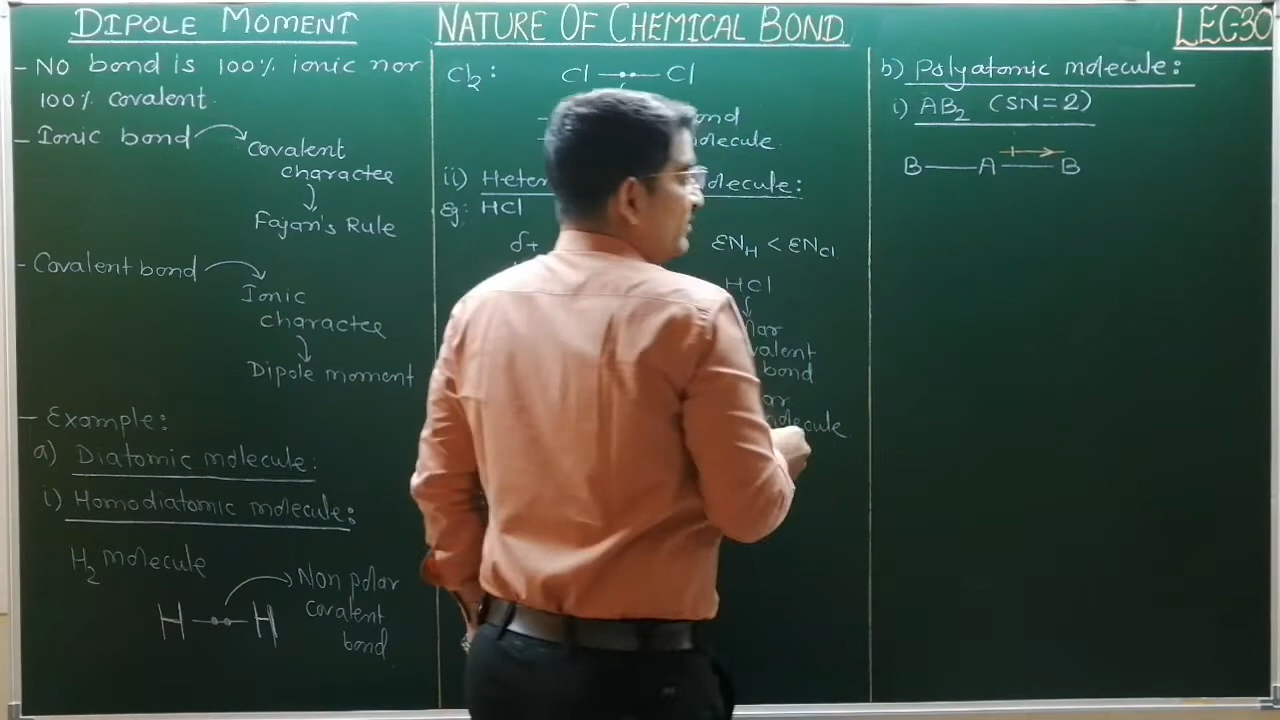 DIPOLE MOMENT
- NO bond is 100% ionic nor
100% covalent.
- Ionic bond
Covalent
character
Fajan's Rule
- Covalent bond
Ionic
character
Dipole moment
- Example:
a) Diatomic molecule:
i) Homodiatomic molecule:
H2 molecule
H H
Non polar
covalent
bond
NATURE OF CHEMICAL BOND
Cl2: Cl Cl
ii) molecule:
Eg: HCl
δ+ ENH < ENCl
HCl
bond
LEC-30
b) Polyatomic molecule:
i) AB2 (SN=2)
B — A — B